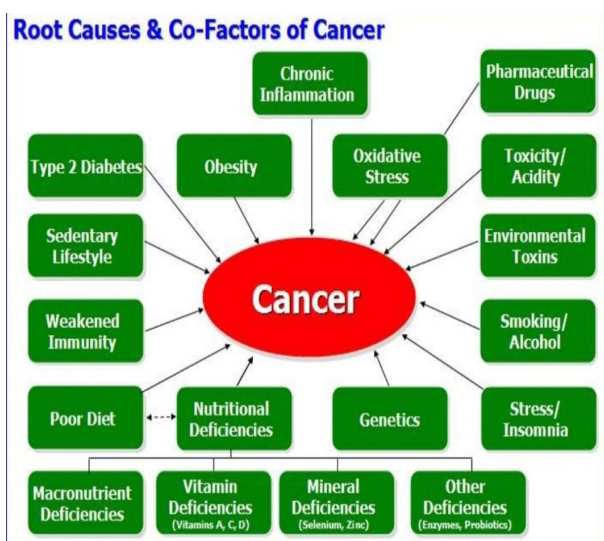 Root Causes & Co-Factors of Cancer
Chronic
Inflammation
Pharmaceutical
Drugs
Type 2 Diabetes
Obesity
Oxidative
Stress
Toxicity/
Acidity
Sedentary
Lifestyle
Environmental
Toxins
Cancer
Weakened
Immunity
Smoking/
Alcohol
Poor Diet
Nutritional
Deficiencies
Genetics
Stress/
Insomnia
Macronutrient
Deficiencies
Vitamin
Deficiencies
(Vitamins A, C, D)
Mineral
Deficiencies
(Selenium, Zinc)
Other
Deficiencies
(Enzymes, Probiotics)